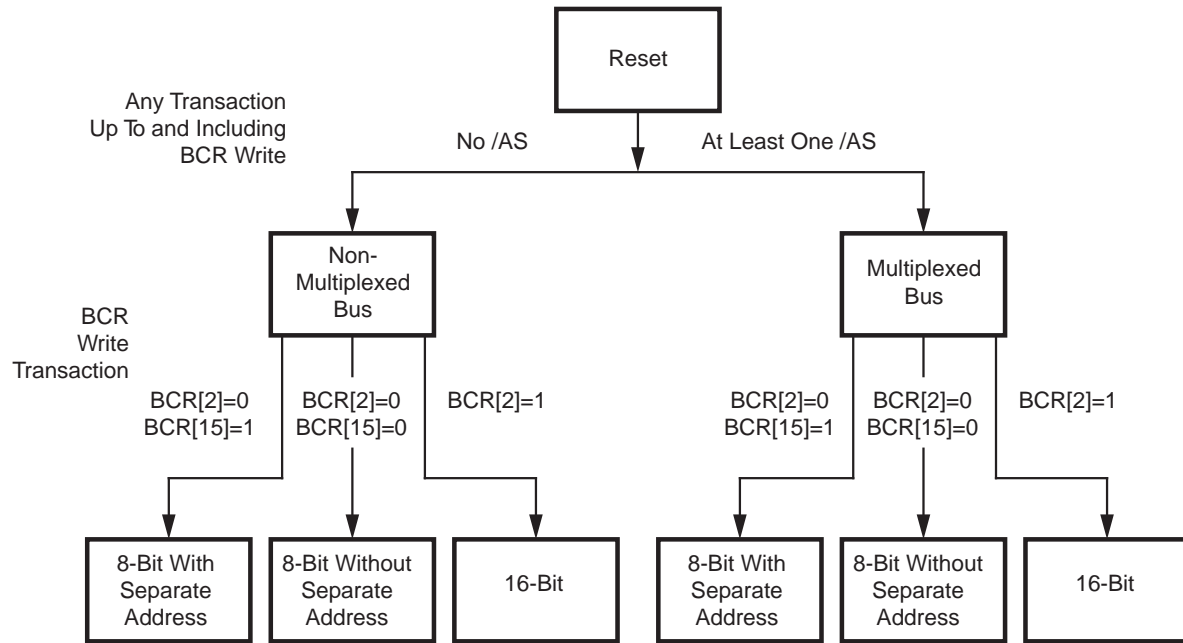 Reset
Any Transaction
Up To and Including
BCR Write
No /AS
At Least One /AS
Non-
Multiplexed
Bus
Multiplexed
Bus
BCR
Write
Transaction
BCR[2]=0
BCR[15]=1
BCR[2]=0
BCR[15]=0
BCR[2]=1
BCR[2]=0
BCR[15]=1
BCR[2]=0
BCR[15]=0
BCR[2]=1
8-Bit With
Separate
Address
8-Bit Without
Separate
Address
16-Bit
8-Bit With
Separate
Address
8-Bit Without
Separate
Address
16-Bit